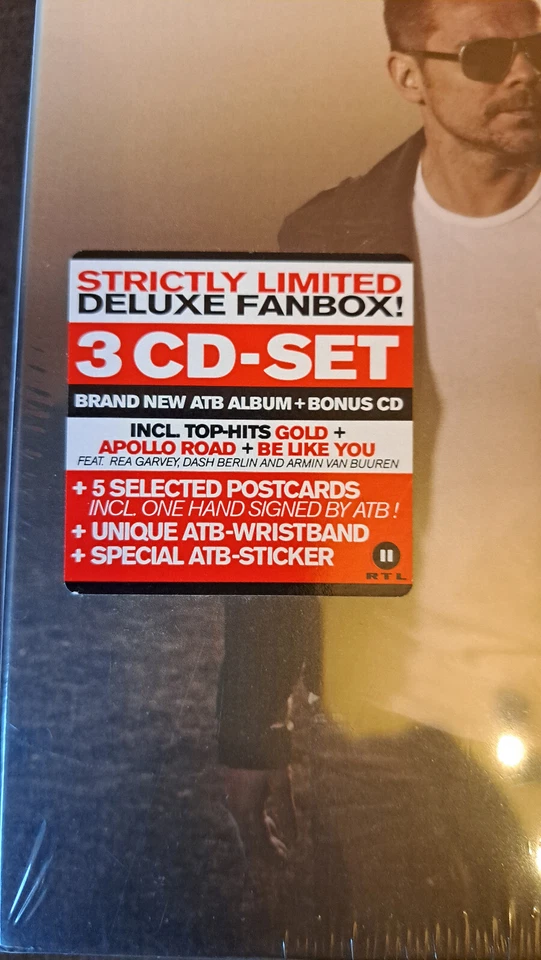 STRICTLY LIMITED
DELUXE FANBOX!
3 CD-SET
BRAND NEW ATB ALBUM + BONUS CD
INCL. TOP-HITS GOLD +
APOLLO ROAD + BE LIKE YOU
FEAT. REA GARVEY, DASH BERLIN AND ARMIN VAN BUUREN
+ 5 SELECTED POSTCARDS
INCL. ONE HAND SIGNED BY ATB!
+ UNIQUE ATB-WRISTBAND
+ SPECIAL ATB-STICKER
II
RTL